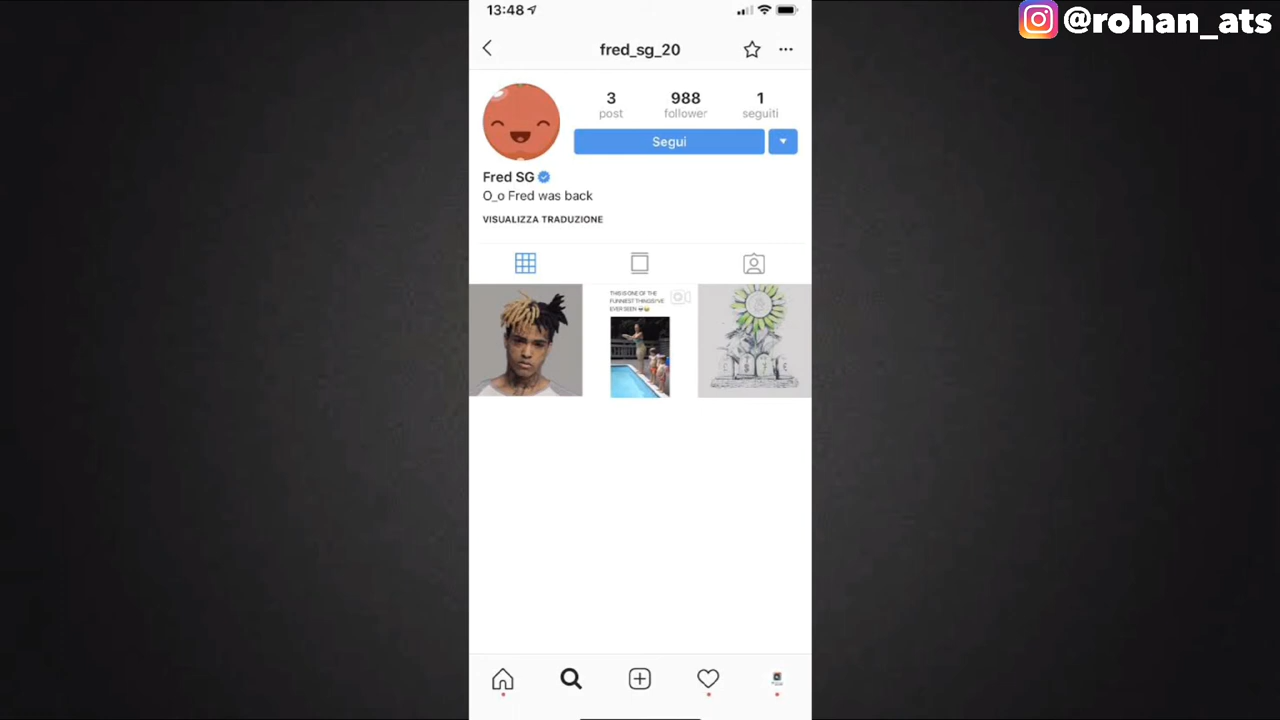 13:48
@rohan_ats
fred_sg_20
3
988
1
post
follower
seguiti
Segui
Fred SG
O_o Fred was back
VISUALIZZA TRADUZIONE
THIS IS ONE OF THE
FUNNIEST THINGS I'VE
EVER SEEN